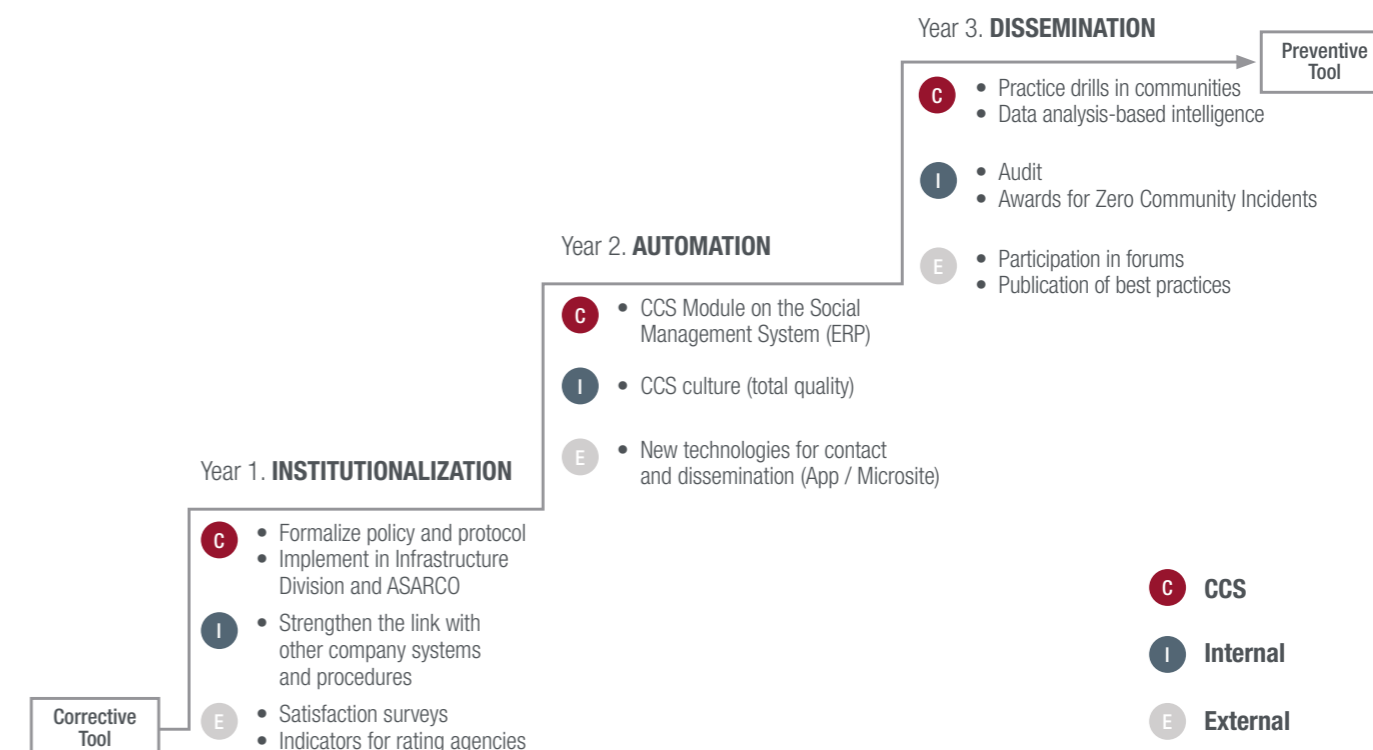 Year 3. DISSEMINATION
Preventive
Tool
C
• Practice drills in communities
• Data analysis-based intelligence
I
• Audit
• Awards for Zero Community Incidents
E
• Participation in forums
• Publication of best practices
Year 2. AUTOMATION
C
• CCS Module on the Social
Management System (ERP)
I
• CCS culture (total quality)
E
• New technologies for contact
and dissemination (App / Microsite)
Year 1. INSTITUTIONALIZATION
C
• Formalize policy and protocol
• Implement in Infrastructure
Division and ASARCO
I
• Strengthen the link with
other company systems
and procedures
E
• Satisfaction surveys
• Indicators for rating agencies
Corrective
Tool
C CCS
I Internal
E External